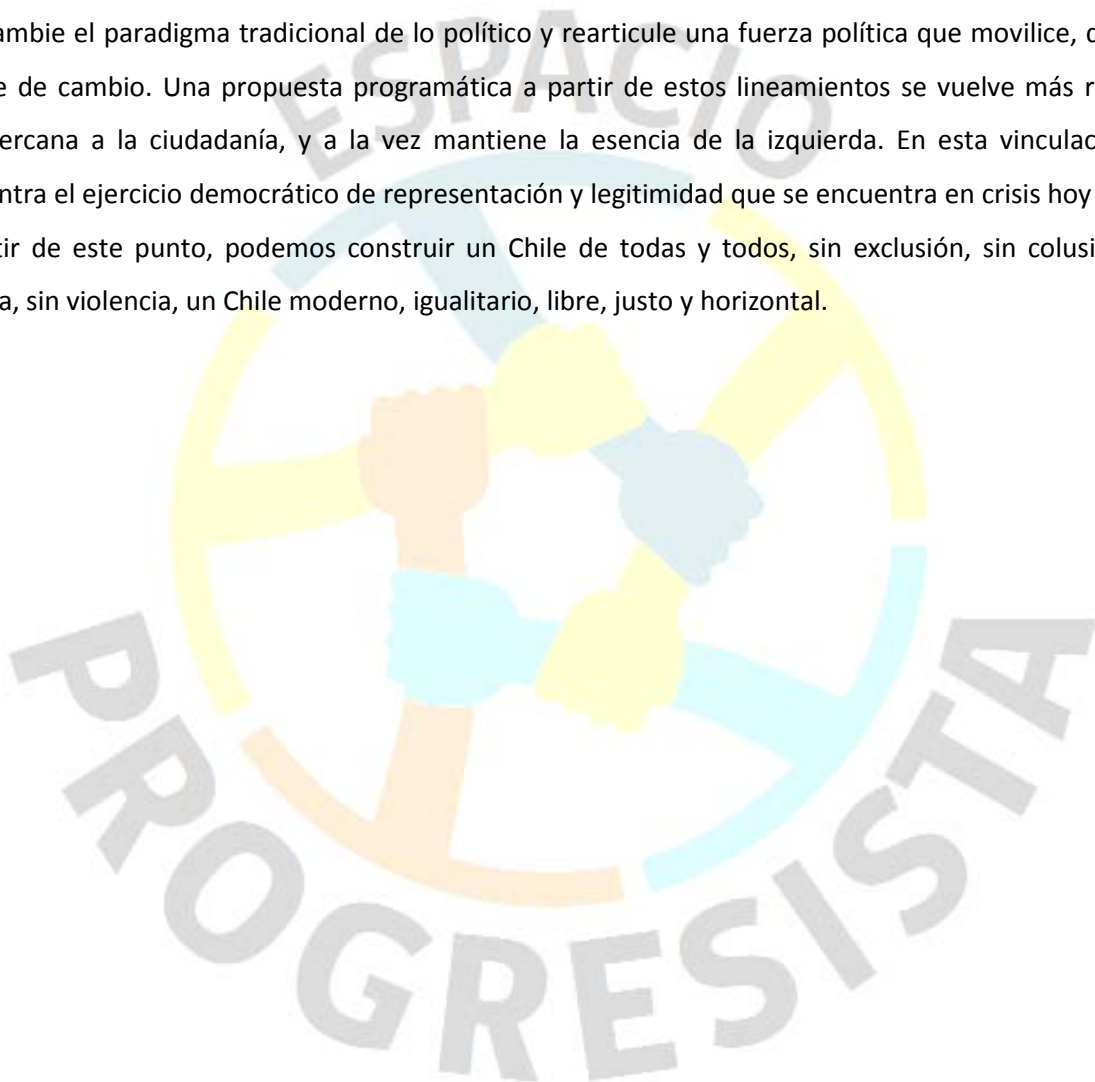 ambie el paradigma tradicional de lo político y rearticule una fuerza política que movilice,
e de cambio. Una propuesta programática a partir de estos lineamientos se vuelve más
ercana a la ciudadanía, y a la vez mantiene la esencia de la izquierda. En esta vinculac
ntra el ejercicio democrático de representación y legitimidad que se encuentra en crisis hoy
tir de este punto, podemos construir un Chile de todas y todos, sin exclusión, sin colusi
a, sin violencia, un Chile moderno, igualitario, libre, justo y horizontal.
ESPACIO
PROGRESISTA